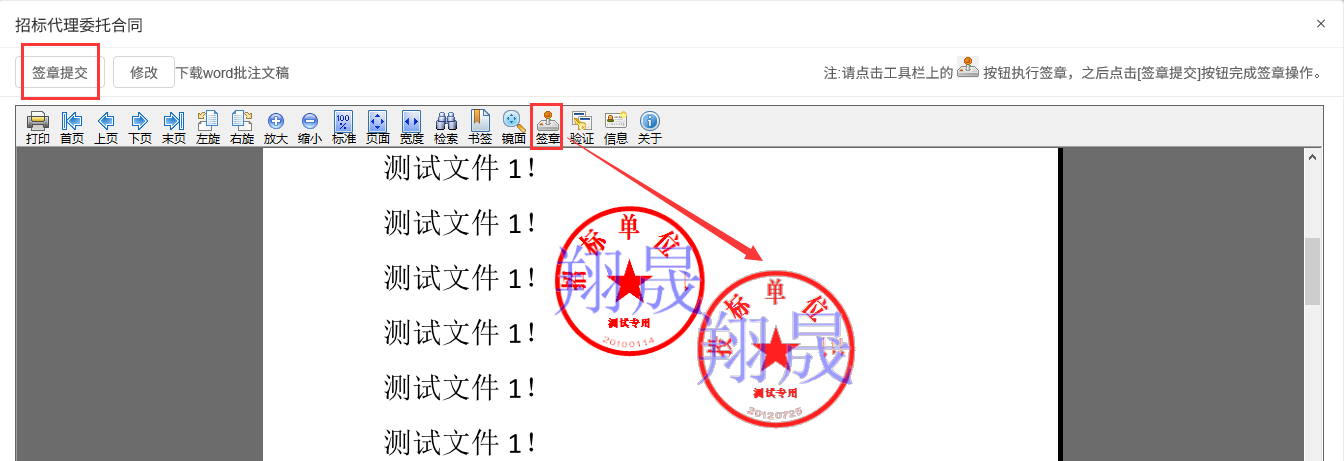 招标代理委托合同
×
签章提交 修改 下载word批注文稿 注:请点击工具栏上的 按钮执行签章，之后点击[签章提交]按钮完成签章操作。
100 %
打印 首页 上页 下页 末页 左旋 右旋 放大 缩小 标准 页面 宽度 检索 书签 镜面 签章 验证 信息 关于
测试文件 1！
测试文件 1！
测试文件 1！
测试文件 1！
测试文件 1！
测试文件 1！
招标单位
翔晟
测试专用
20100114
投标单位
翔晟
测试专用
20120725